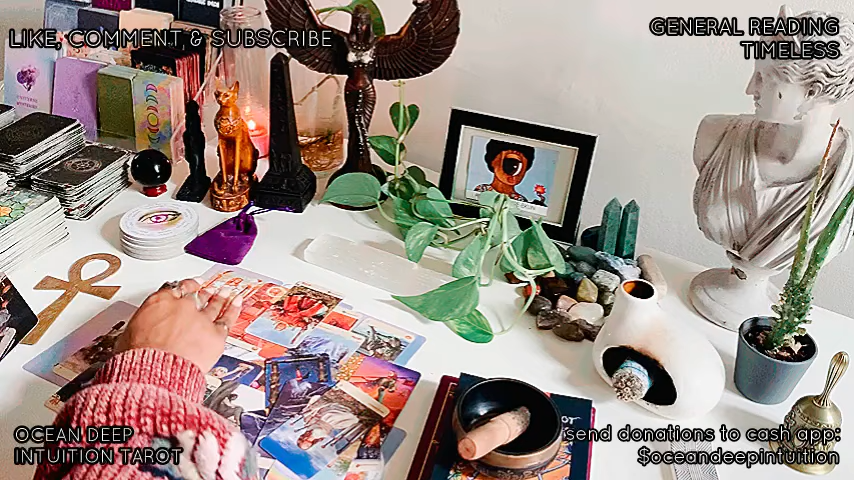 LIKE, COMMENT, & SUBSCRIBE
GENERAL READING
TIMELESS
OCEAN DEEP
INTUITION TAROT
send donations to cash app:
$oceandeepintuition